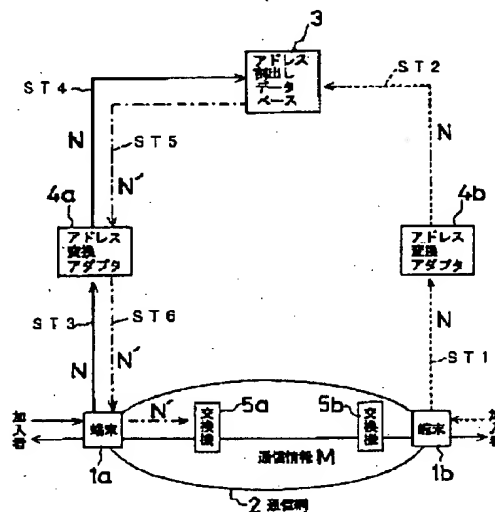 3
アドレス
割出し
データ
ベース
ST4
ST2
ST5
N
N
N'
4a
4b
アドレス
変換
アダプタ
アドレス
変換
アダプタ
ST3
ST6
N
N'
N
ST1
加入者
端末
N'
5a
交換機
5b
交換機
端末
加入者
通信情報 M
1a
1b
2 通信網